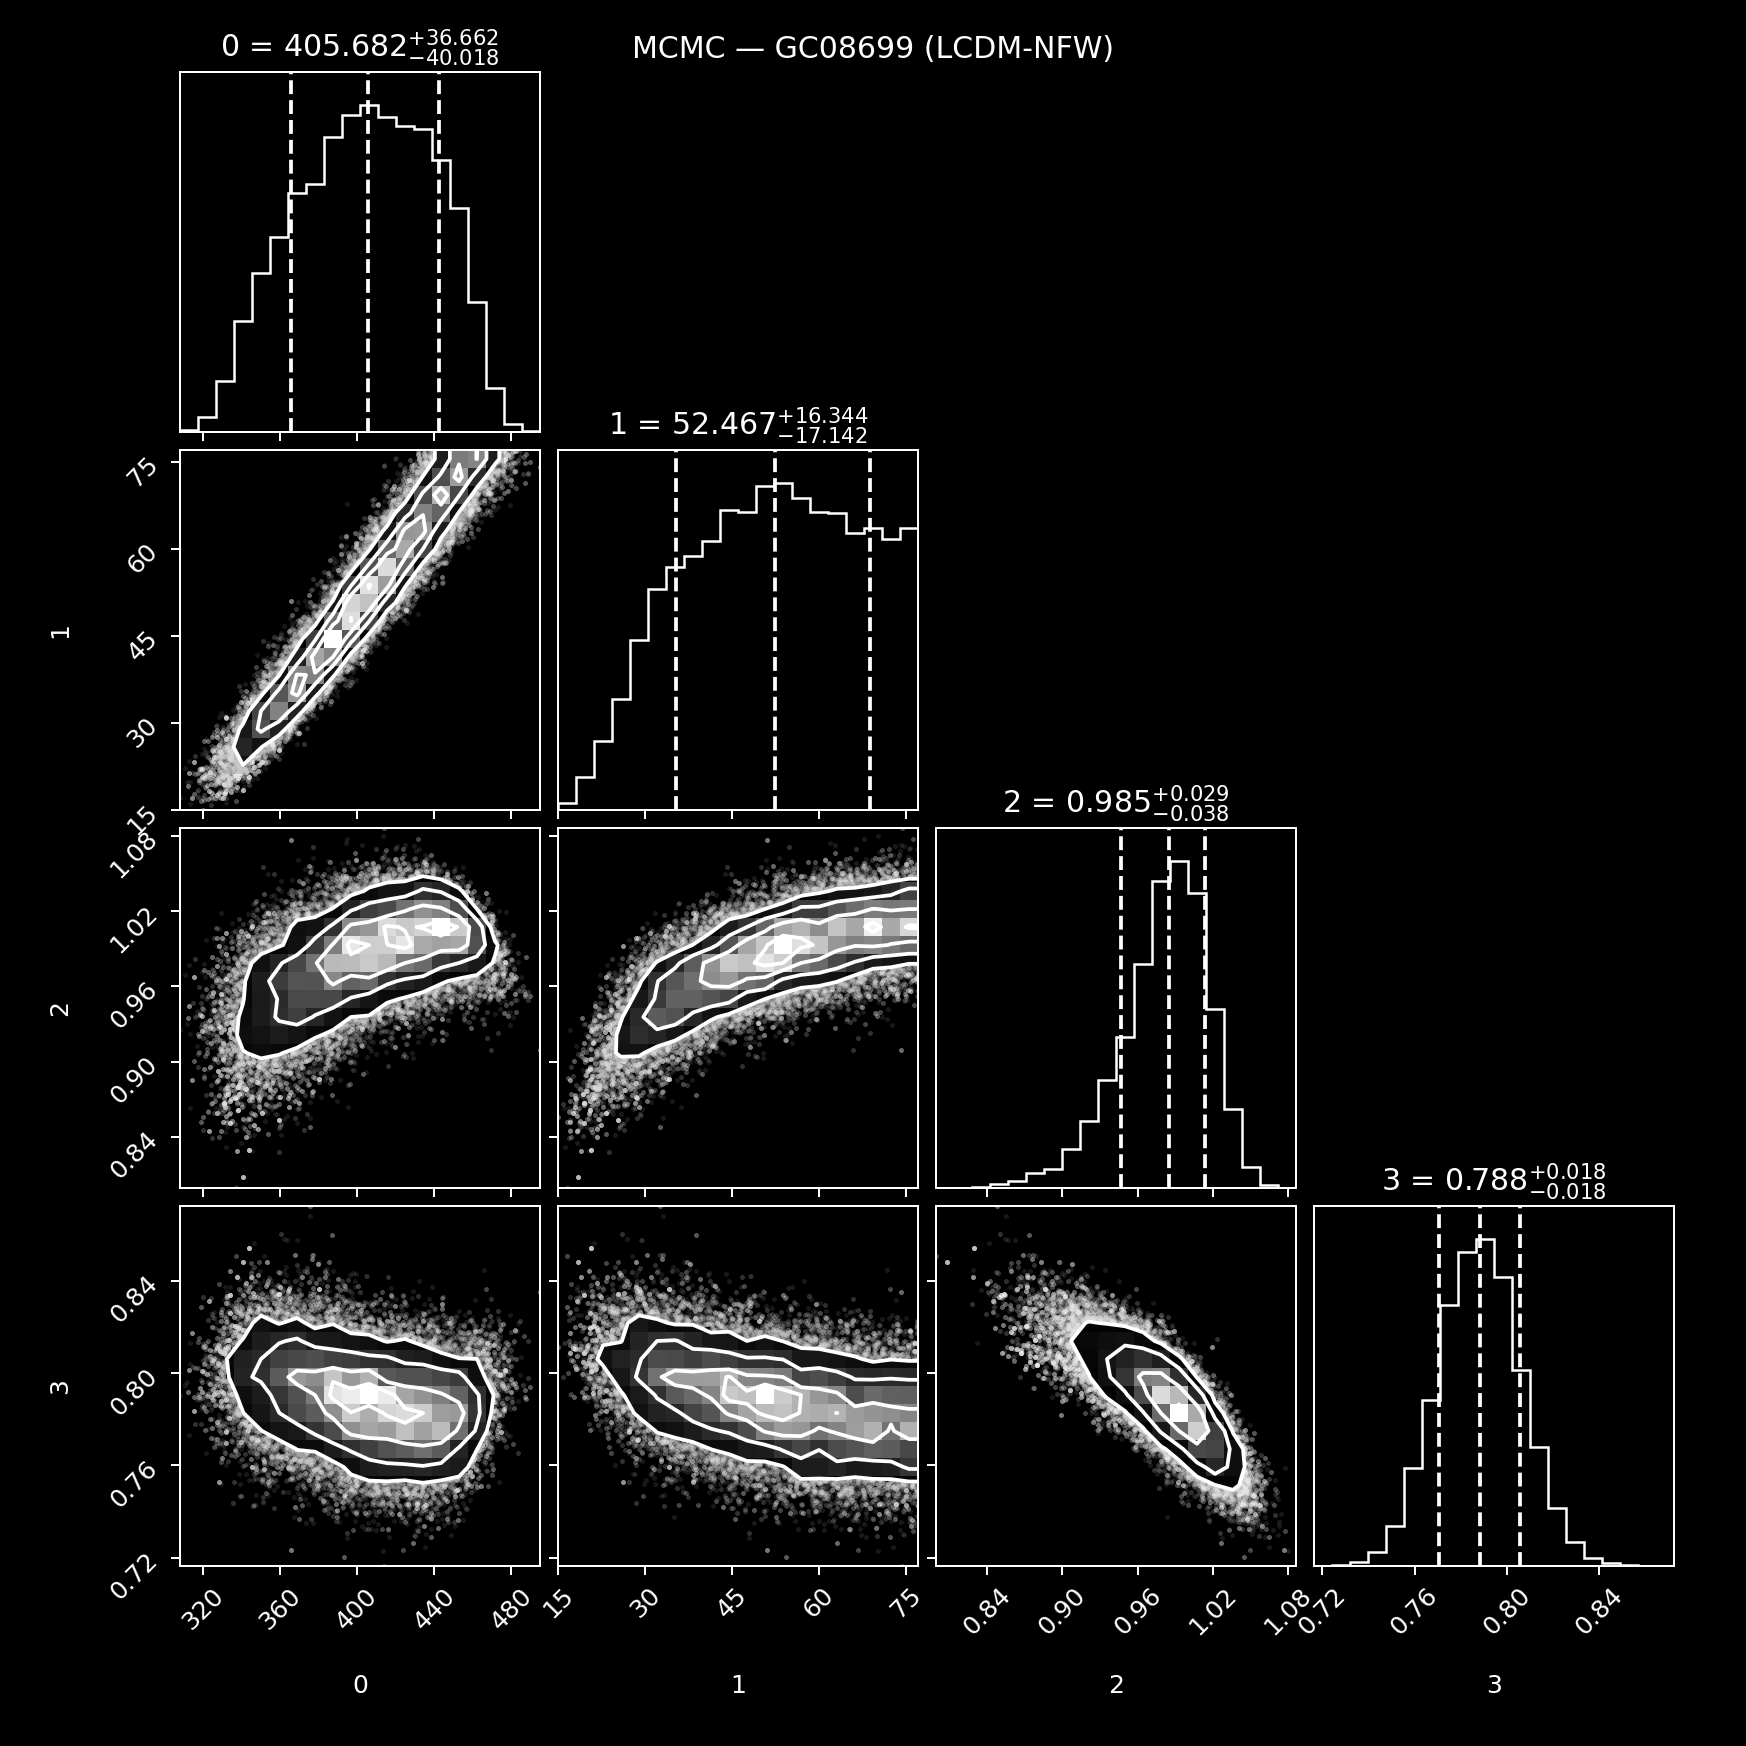 MCMC — GC08699 (LCDM-NFW)
0 = 405.682+36.662−40.018
1 = 52.467+16.344−17.142
75
60
45
30
15
1
2 = 0.985+0.029−0.038
1.08
1.02
0.96
0.90
0.84
2
3 = 0.788+0.018−0.018
0.84
0.80
0.76
0.72
3
320 360 400 440 480
15 30 45 60 75
0.84 0.90 0.96 1.02 1.08
0.72 0.76 0.80 0.84
0 1 2 3